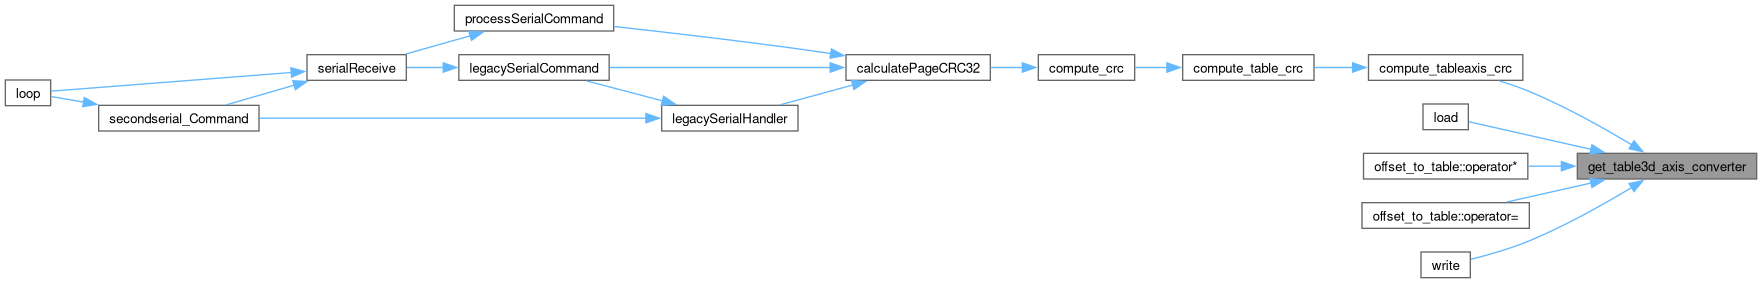 processSerialCommand
serialReceive
legacySerialCommand
calculatePageCRC32
compute_crc
compute_table_crc
compute_tableaxis_crc
loop
secondserial_Command
legacySerialHandler
load
offset_to_table::operator*
get_table3d_axis_converter
offset_to_table::operator=
write